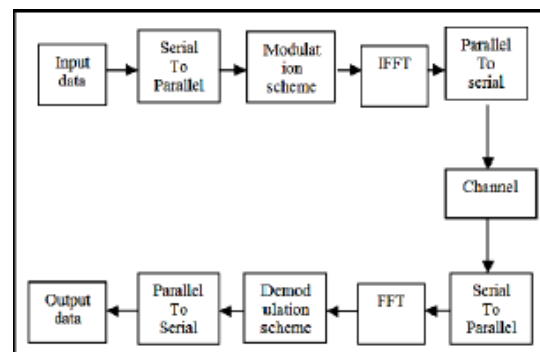 Input
data
Serial
To
Parallel
Modulat
ion
scheme
IFFT
Parallel
To
serial
Channel
Serial
To
Parallel
FFT
Demod
ulation
scheme
Parallel
To
Serial
Output
data